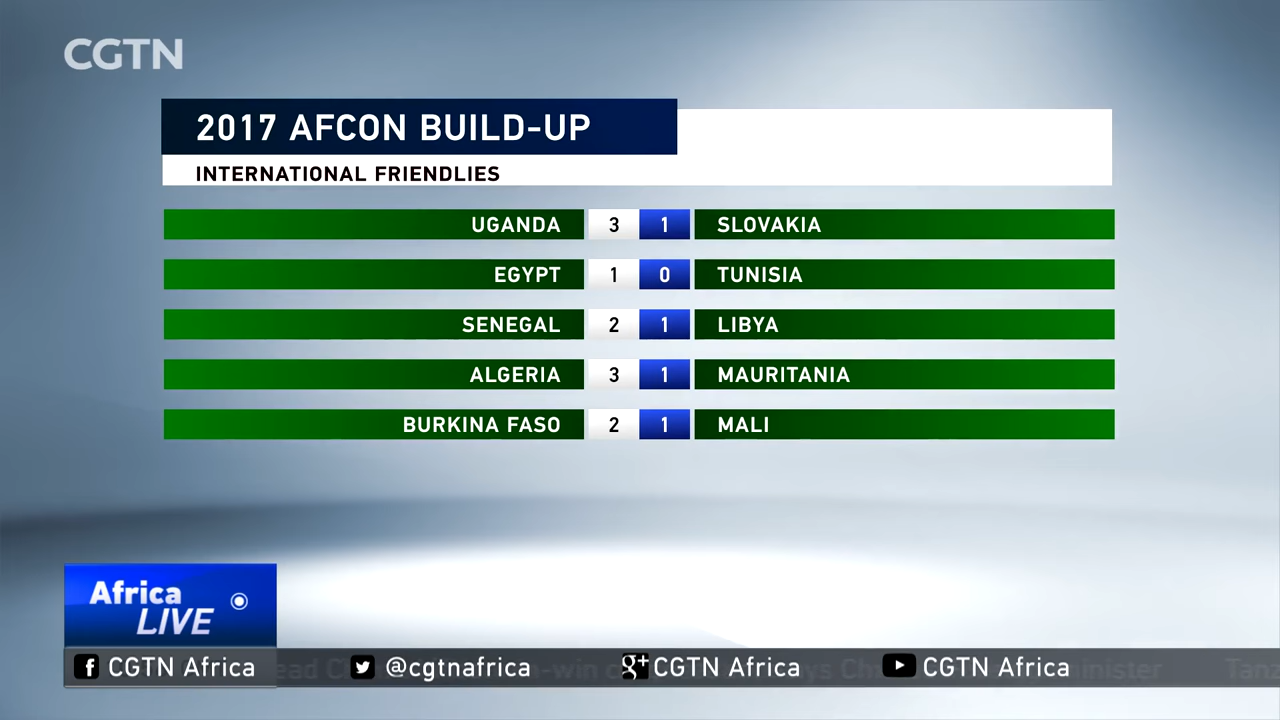 CGTN
2017 AFCON BUILD-UP
INTERNATIONAL FRIENDLIES
UGANDA 3 1 SLOVAKIA
EGYPT 1 0 TUNISIA
SENEGAL 2 1 LIBYA
ALGERIA 3 1 MAURITANIA
BURKINA FASO 2 1 MALI
Africa
LIVE
f CGTN Africa @cgtnafrica g+ CGTN Africa CGTN Africa